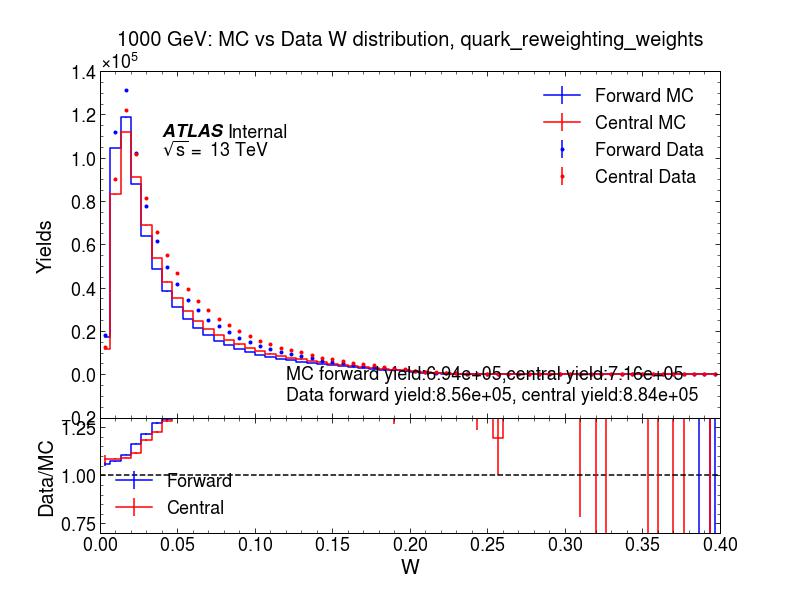 1000 GeV: MC vs Data W distribution, quark_reweighting_weights
×10⁵
1.4
1.2
1.0
0.8
0.6
0.4
0.2
0.0
0.2
Yields
ATLAS Internal
√s = 13 TeV
Forward MC
Central MC
Forward Data
Central Data
MC forward yield:6.94e+05,central yield:7.16e+05
Data forward yield:8.56e+05, central yield:8.84e+05
1.25
1.00
0.75
Data/MC
Forward
Central
0.00 0.05 0.10 0.15 0.20 0.25 0.30 0.35 0.40
W